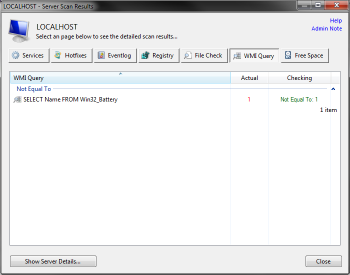 LOCALHOST - Server Scan Results
Help
LOCALHOST
Admin Note
Select an page below to see the detailed scan results...
Services Hotfixes Eventlog Registry File Check WMI Query Free Space
WMI Query Actual Checking
Not Equal To
SELECT Name FROM Win32_Battery 1 Not Equal To: 1
1 item
Show Server Details... Close